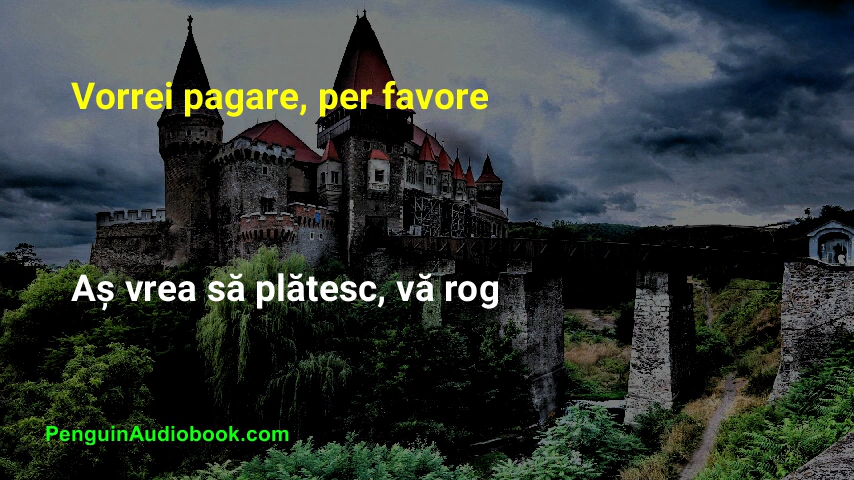 Vorrei pagare, per favore
Aș vrea să plătesc, vă rog
PenguinAudiobook.com